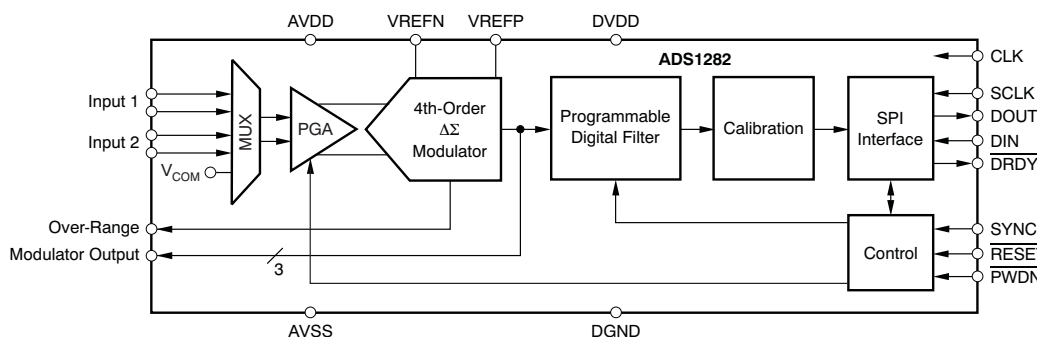 AVDD
VREFN
VREFP
DVDD
ADS1282
CLK
Input 1
Input 2
VCOM
MUX
PGA
4th-Order
ΔΣ
Modulator
Programmable
Digital Filter
Calibration
SPI
Interface
SCLK
DOUT
DIN
DRDY
Over-Range
Modulator Output
3
Control
SYNC
RESET
PWDN
AVSS
DGND